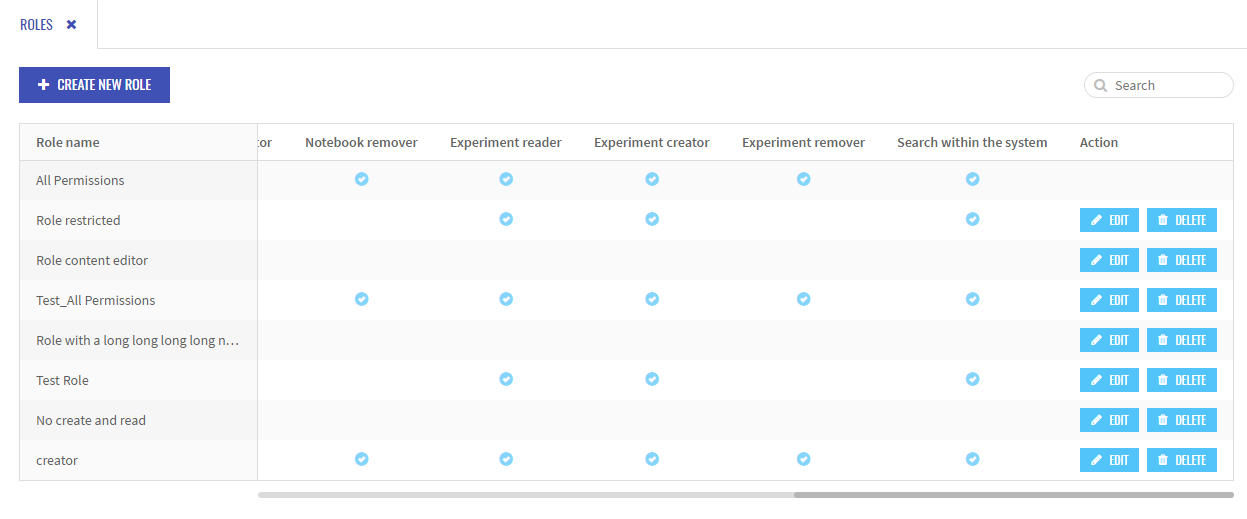 ROLES
CREATE NEW ROLE
Search
Role name Notebook remover Experiment reader Experiment creator Experiment remover Search within the system Action
All Permissions
Role restricted EDIT DELETE
Role content editor EDIT DELETE
Test_All Permissions EDIT DELETE
Role with a long long long long n... EDIT DELETE
Test Role EDIT DELETE
No create and read EDIT DELETE
creator EDIT DELETE